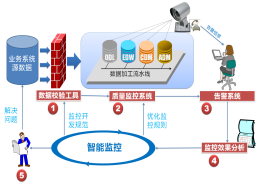 业务系统
源数据
ODS
EDW
CDM
ADM
数据加工流水线
数据校验工具
质量监控系统
告警系统
1
2
3
解决
问题
监控开
发规范
优化监
控规则
智能监控
监控效果分析
4
5